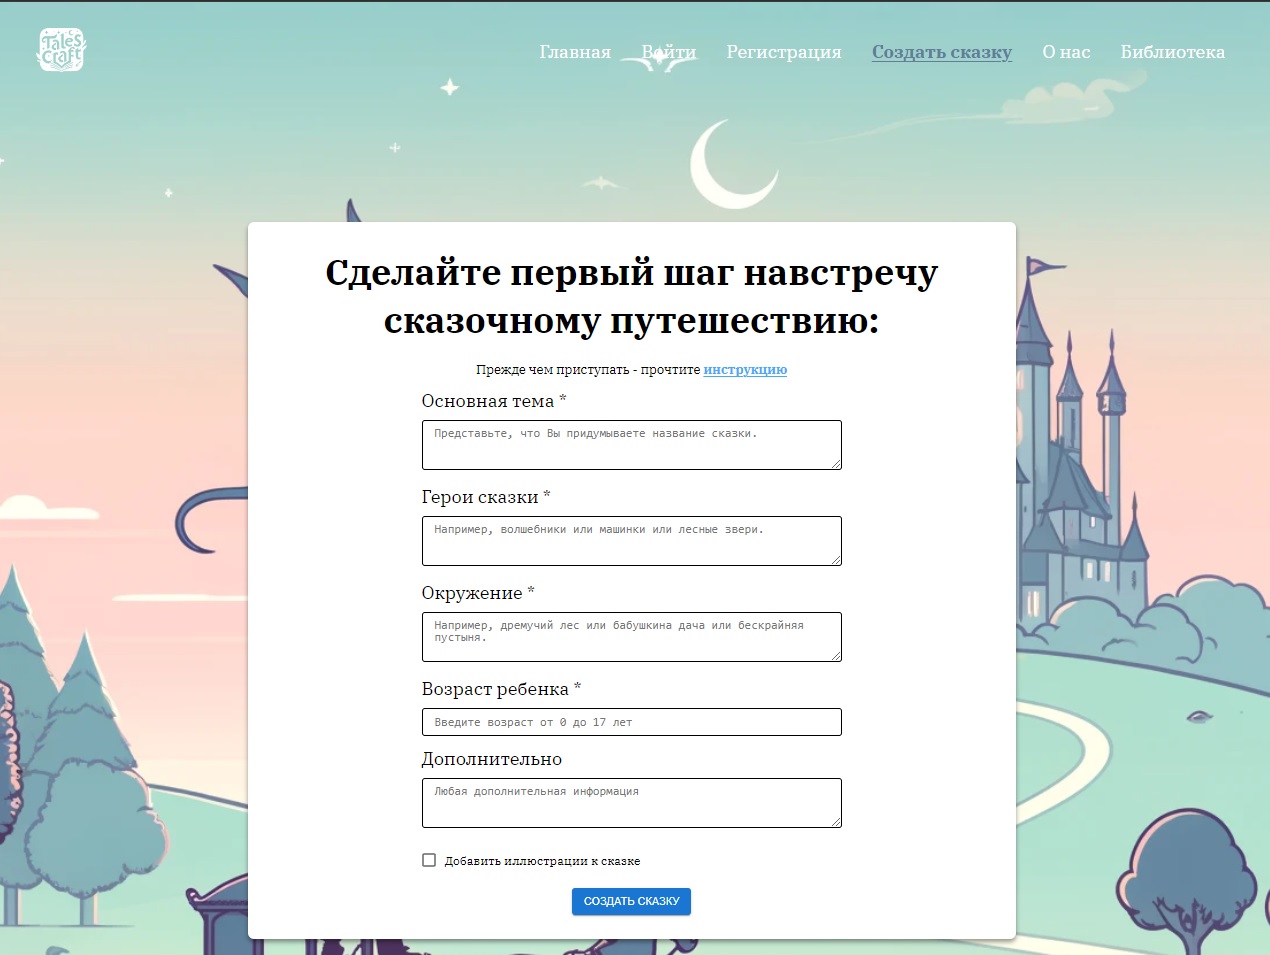 Tales
Craft
Главная Войти Регистрация Создать сказку О нас Библиотека
Сделайте первый шаг навстречу
сказочному путешествию:
Прежде чем приступать - прочтите инструкцию
Основная тема *
Представьте, что Вы придумываете название сказки.
Герои сказки *
Например, волшебники или машинки или лесные звери.
Окружение *
Например, дремучий лес или бабушкина дача или бескрайняя
пустыня.
Возраст ребенка *
Введите возраст от 0 до 17 лет
Дополнительно
Любая дополнительная информация
Добавить иллюстрации к сказке
СОЗДАТЬ СКАЗКУ